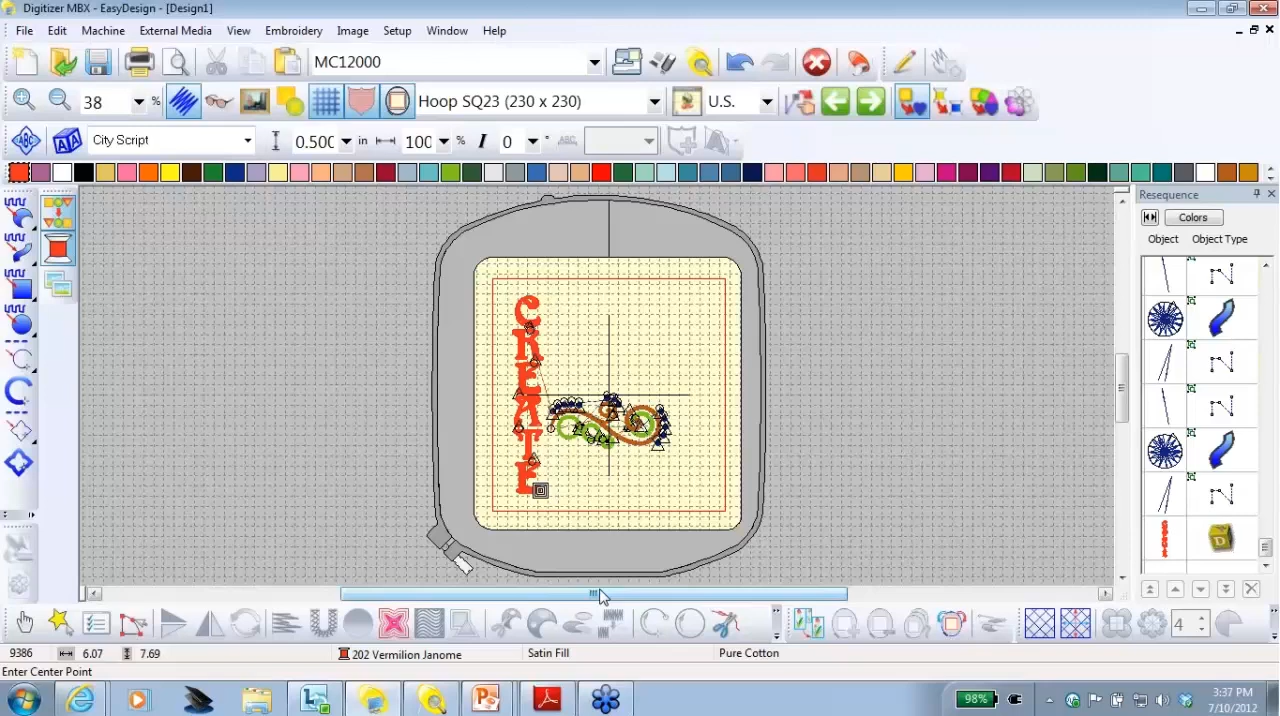 Digitizer MBX - EasyDesign - [Design1]
File Edit Machine External Media View Embroidery Image Setup Window Help
MC12000
38 % Hoop SQ23 (230 x 230) U.S.
ABC AA City Script 0.500 in 100 % I 0 ° ABC
Resequence
Colors
Object Object Type
CREATE
D
4
9386 6.07 7.69 202 Vermilion Janome Satin Fill Pure Cotton
Enter Center Point
98% 3:37 PM
7/10/2012